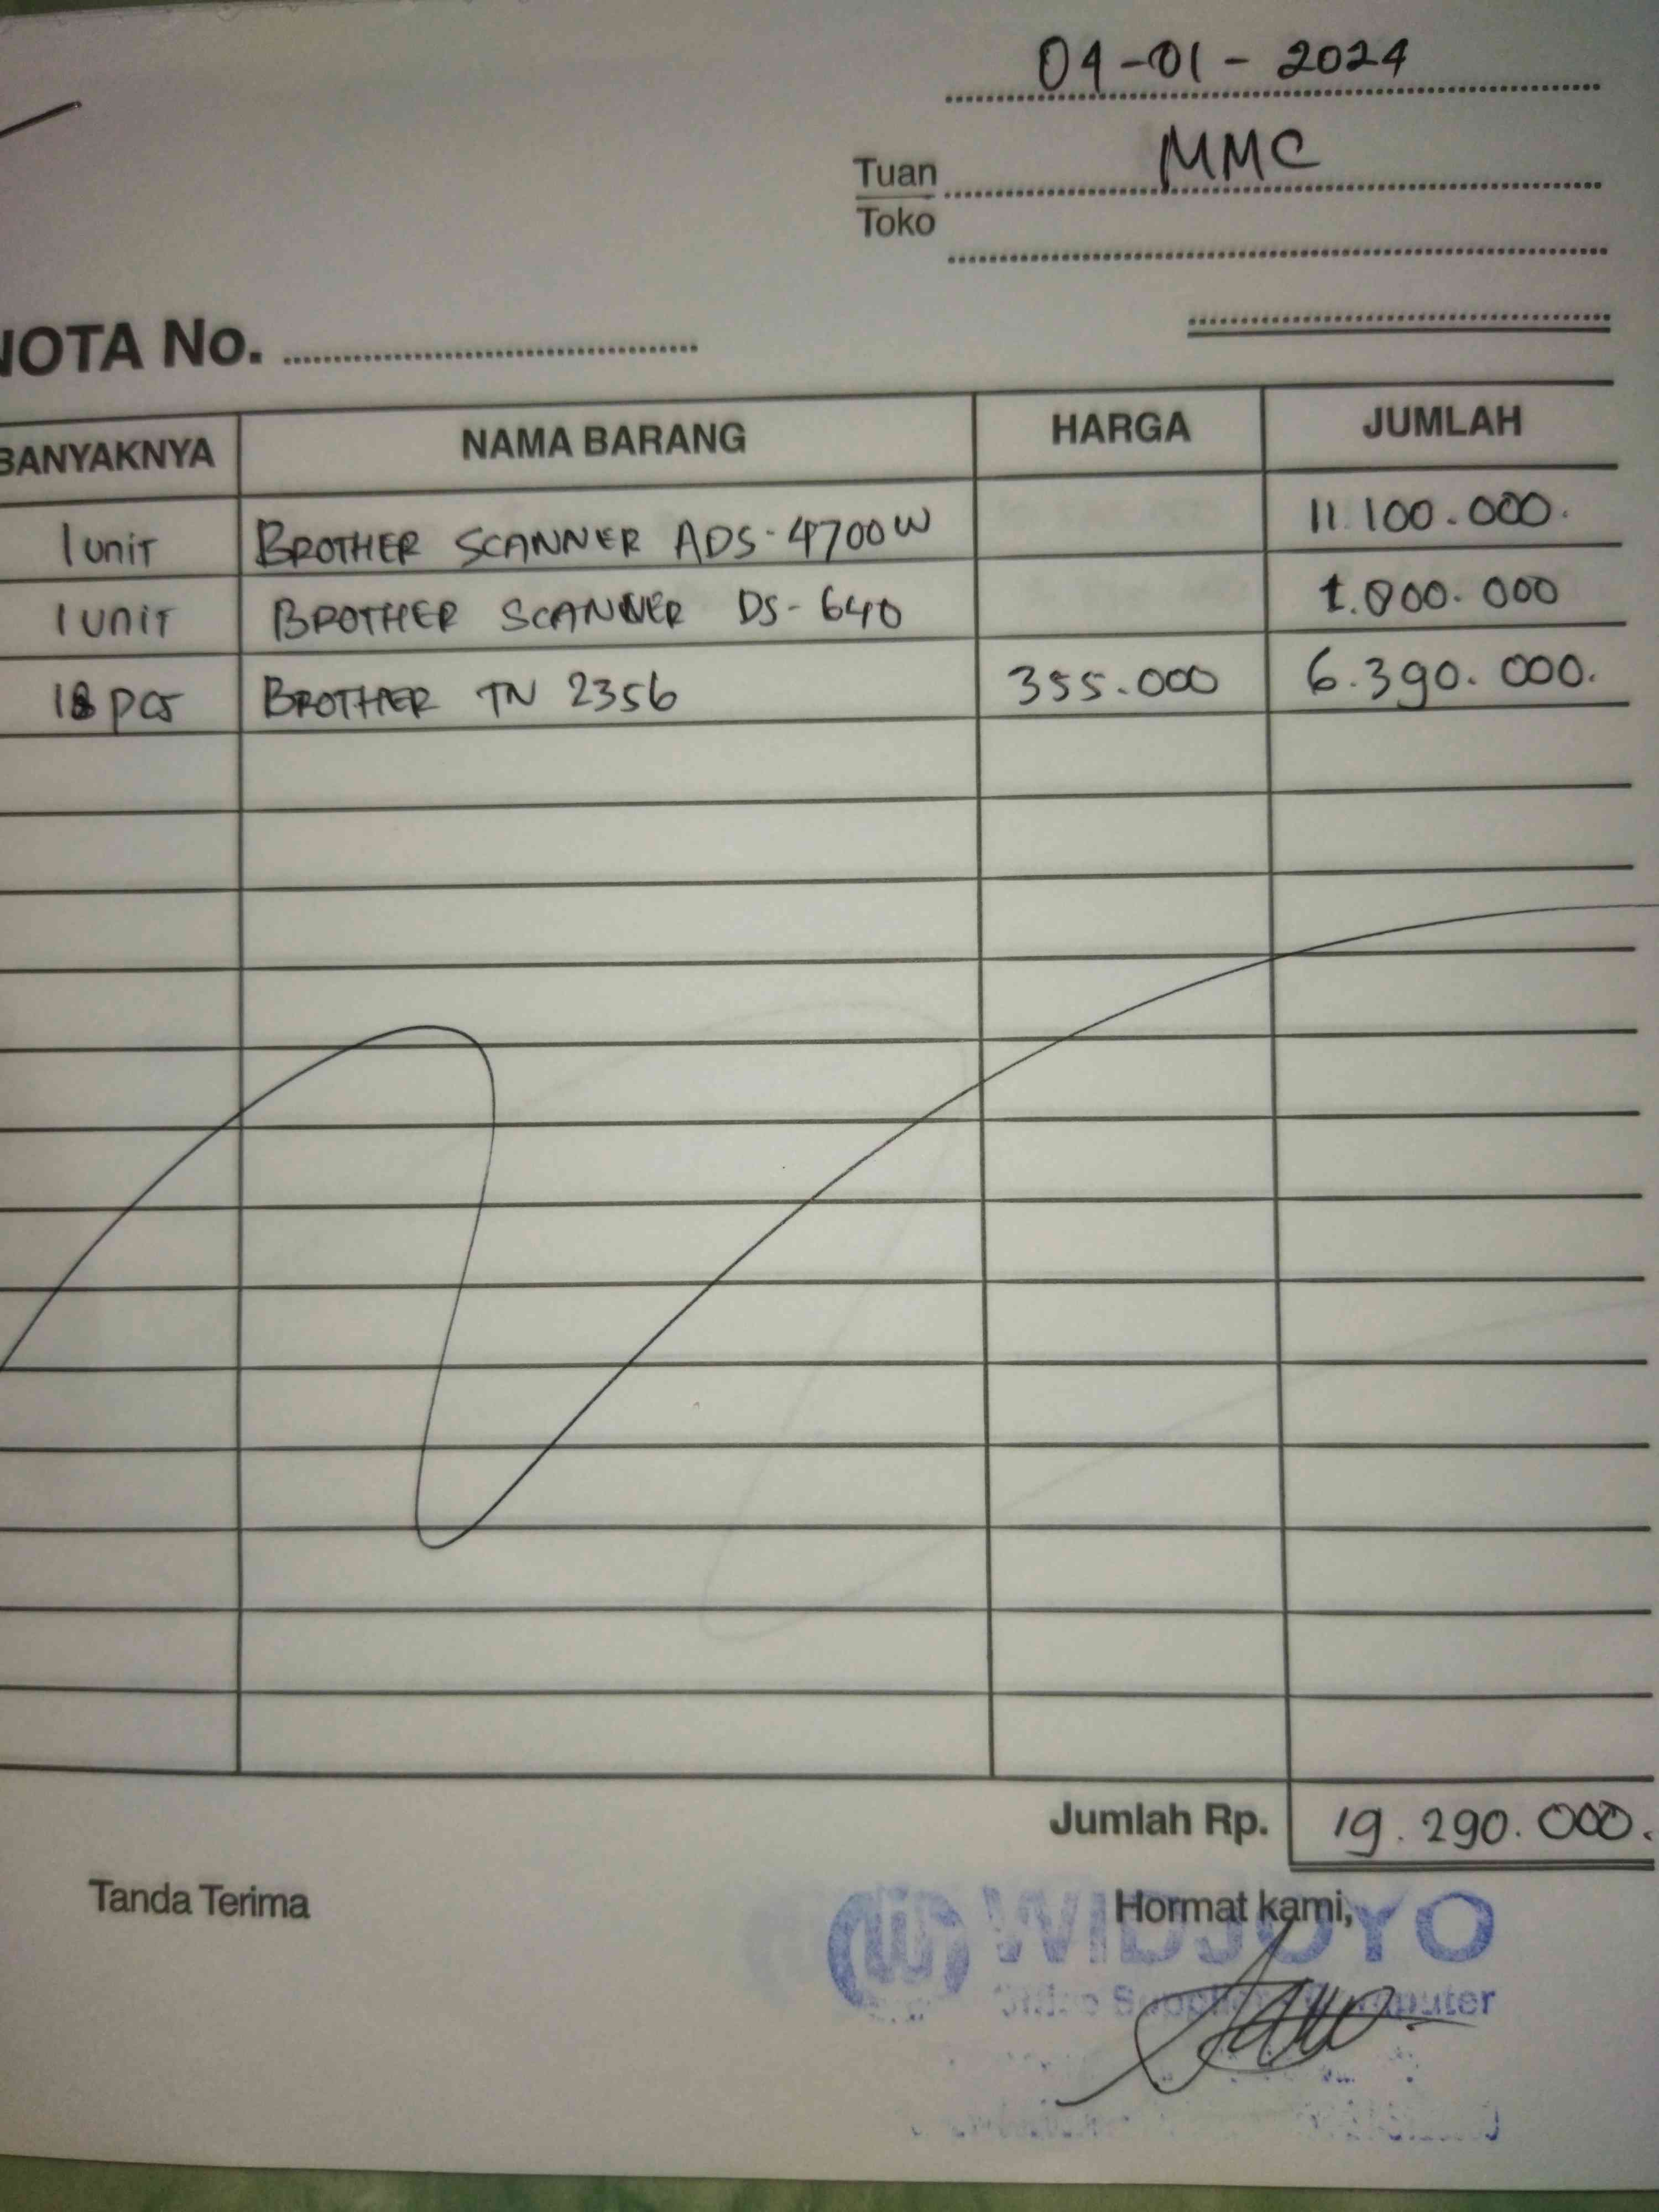 04-01-2024
Tuan MMC
Toko
NOTA No.
BANYAKNYA NAMA BARANG HARGA JUMLAH
1 unit BROTHER SCANNER ADS-4700W 11.100.000.
1 UNIT BROTHER SCANNER DS-640 1.800.000
18 pcs BROTHER TN 2356 355.000 6.390.000.
Jumlah Rp. 19.290.000.
Tanda Terima Hormat kami,
WIDJOYO
Computer